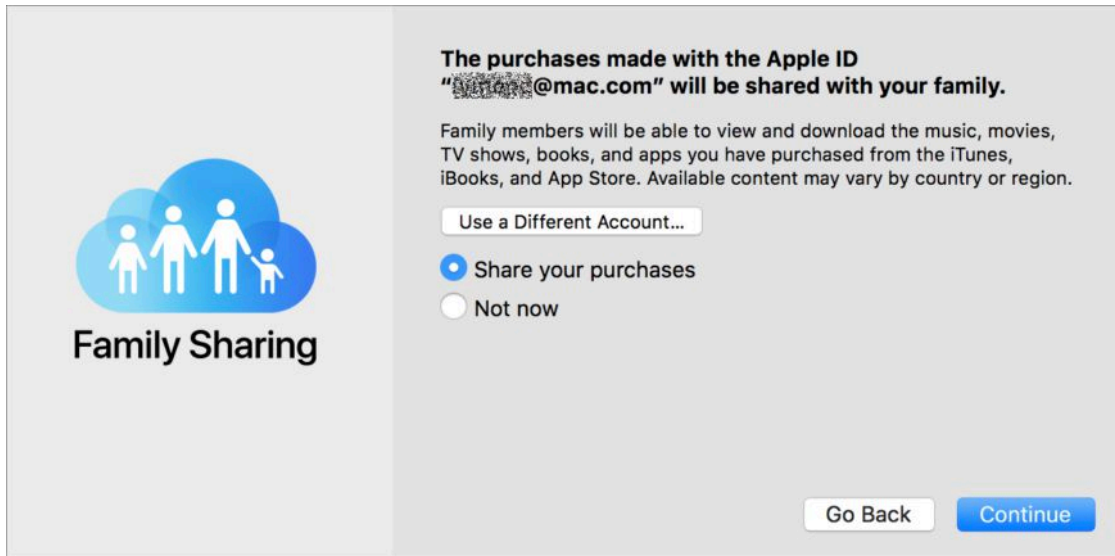 The purchases made with the Apple ID
“@mac.com” will be shared with your family.
Family members will be able to view and download the music, movies,
TV shows, books, and apps you have purchased from the iTunes,
iBooks, and App Store. Available content may vary by country or region.
Use a Different Account...
Share your purchases
Not now
Family Sharing
Go Back
Continue